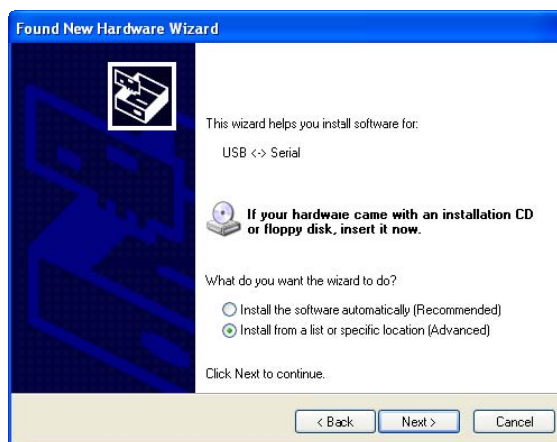 Found New Hardware Wizard
This wizard helps you install software for:
USB <-> Serial
If your hardware came with an installation CD
or floppy disk, insert it now.
What do you want the wizard to do?
Install the software automatically (Recommended)
Install from a list or specific location (Advanced)
Click Next to continue.
< Back
Next >
Cancel